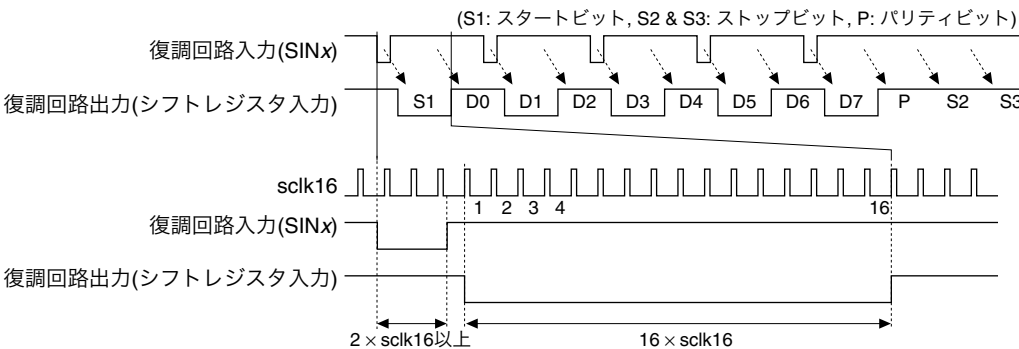 (S1: スタートビット, S2 & S3: ストップビット, P: パリティビット)
復調回路入力(SINx)
復調回路出力(シフトレジスタ入力)
S1 D0 D1 D2 D3 D4 D5 D6 D7 P S2 S3
sclk16
1 2 3 4 16
復調回路入力(SINx)
復調回路出力(シフトレジスタ入力)
2 × sclk16以上
16 × sclk16